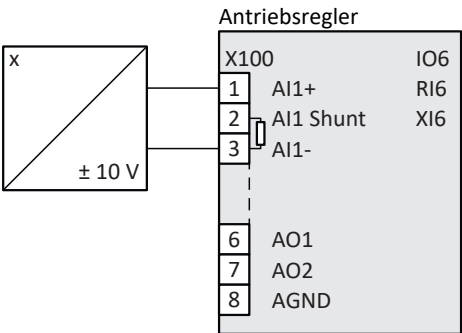 Antriebsregler
x
± 10 V
X100 IO6
1 AI1+ RI6
2 AI1 Shunt XI6
3 AI1-
6 AO1
7 AO2
8 AGND